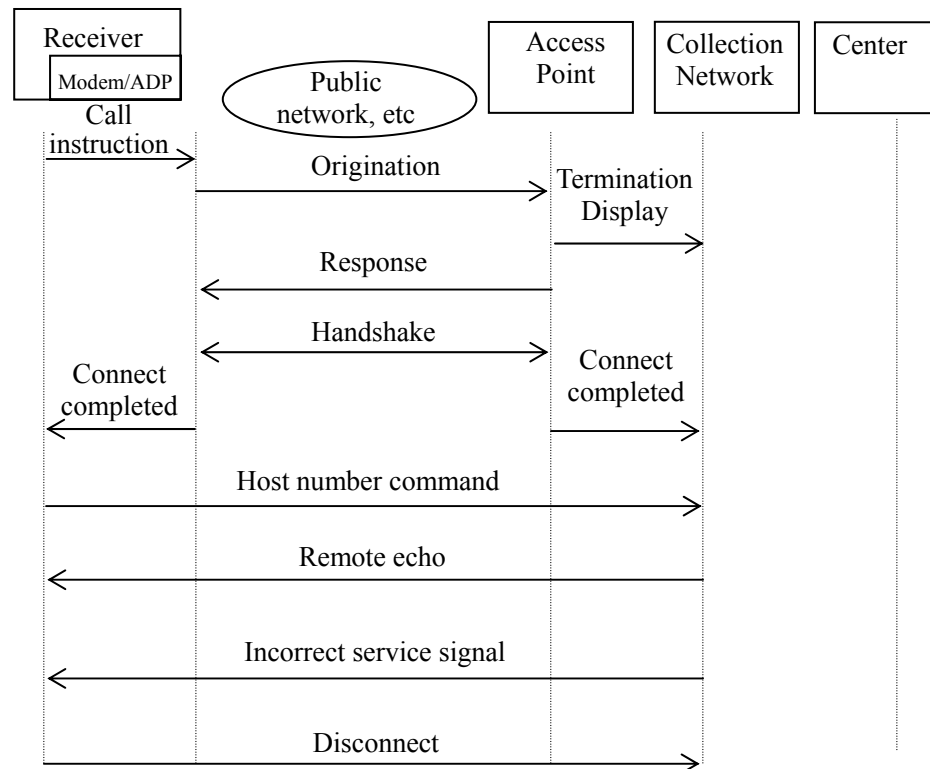 Receiver
Modem/ADP
Public
network, etc
Access
Point
Collection
Network
Center
Call
instruction
Origination
Termination
Display
Response
Handshake
Connect
completed
Connect
completed
Host number command
Remote echo
Incorrect service signal
Disconnect